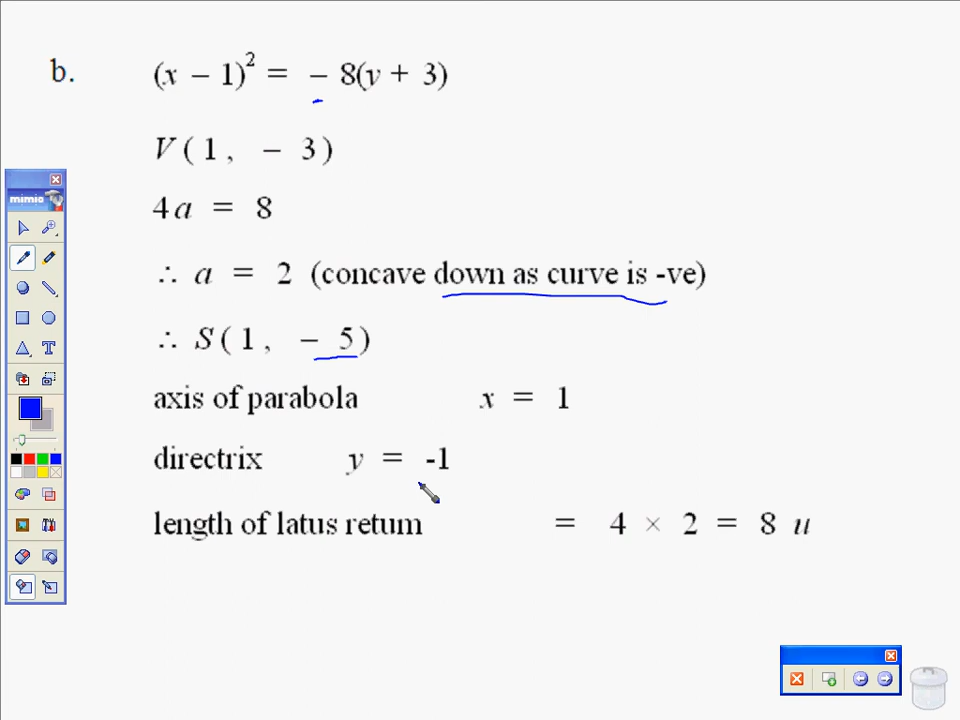 b. (x – 1)² = – 8(y + 3)
V(1, – 3)
4a = 8
∴ a = 2 (concave down as curve is -ve)
∴ S(1, – 5)
axis of parabola x = 1
directrix y = -1
length of latus retum = 4 × 2 = 8 u
mimio
T